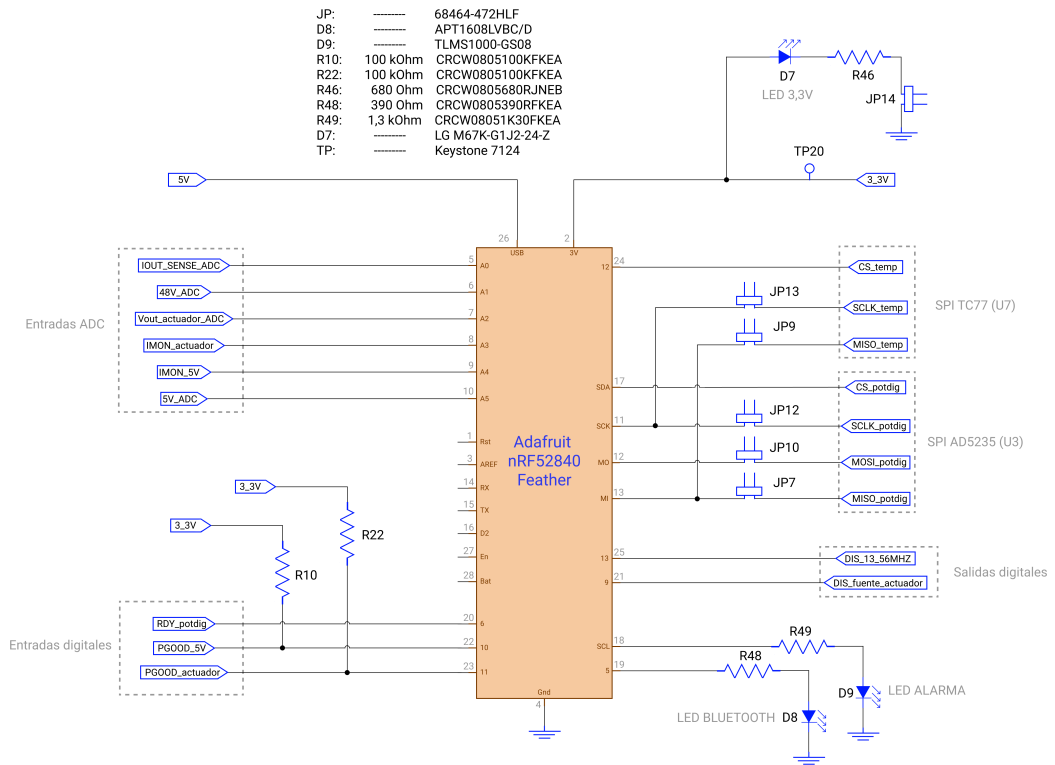 JP: --------- 68464-472HLF
D8: --------- APT1608LVBC/D
D9: --------- TLMS1000-GS08
R10: 100 kOhm CRCW0805100KFKEA
R22: 100 kOhm CRCW0805100KFKEA
R46: 680 Ohm CRCW0805680RJNEB
R48: 390 Ohm CRCW0805390RFKEA
R49: 1,3 kOhm CRCW08051K30FKEA
D7: --------- LG M67K-G1J2-24-Z
TP: --------- Keystone 7124
D7
R46
LED 3,3V
JP14
TP20
5V
3_3V
26
2
USB
3V
IOUT_SENSE_ADC
5
A0
48V_ADC
6
A1
Vout_actuador_ADC
7
A2
Entradas ADC
IMON_actuador
8
A3
IMON_5V
9
A4
5V_ADC
10
A5
1
Rst
3
AREF
14
RX
15
TX
16
D2
27
En
28
Bat
3_3V
R22
3_3V
R10
RDY_potdig
20
6
Entradas digitales
PGOOD_5V
22
10
PGOOD_actuador
23
11
Adafruit
nRF52840
Feather
Gnd
4
12
24
CS_temp
JP13
SCLK_temp
SPI TC77 (U7)
JP9
MISO_temp
SDA
17
CS_potdig
JP12
SCK
11
SCLK_potdig
SPI AD5235 (U3)
JP10
MO
12
MOSI_potdig
JP7
MI
13
MISO_potdig
13
25
DIS_13_56MHZ
Salidas digitales
9
21
DIS_fuente_actuador
SCL
18
R49
5
19
R48
D9
LED ALARMA
LED BLUETOOTH
D8